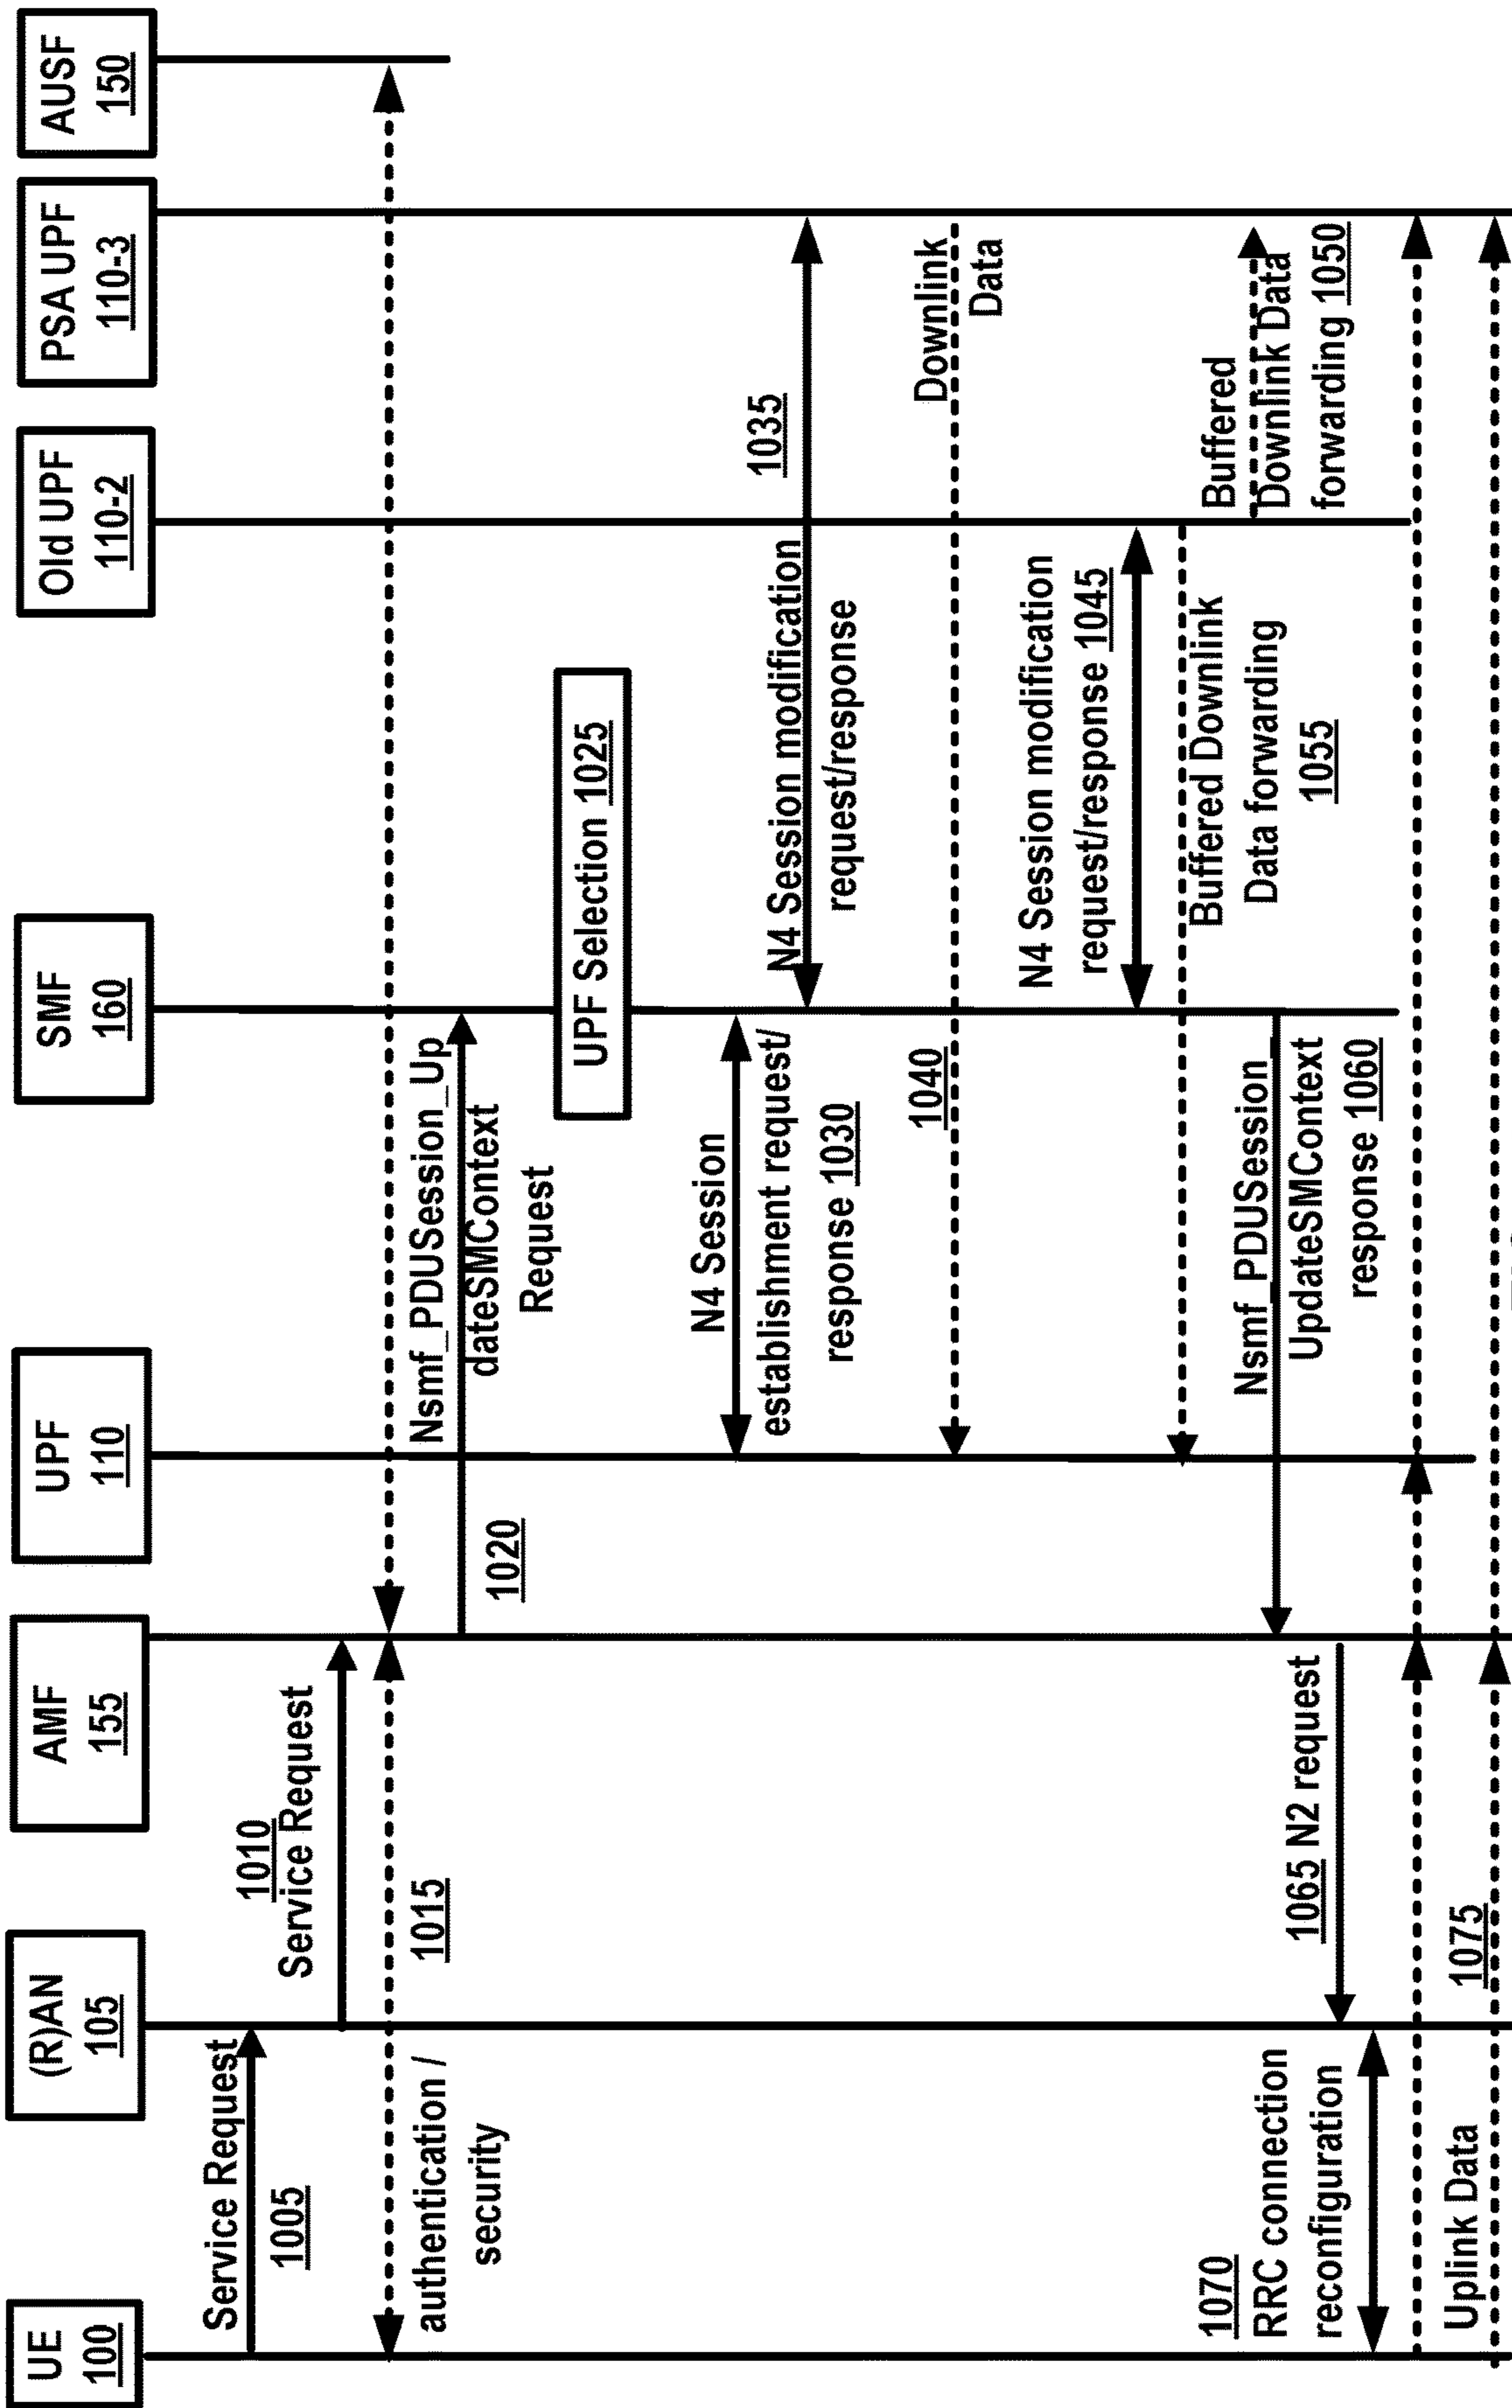 UE
100
(R)AN
105
AMF
155
UPF
110
SMF
160
Old UPF
110-2
PSA UPF
110-3
AUSF
150
Service Request
1005
1010
Service Request
authentication /
security
1015
Nsmf_PDUSession_Up
dateSMContext
Request
1020
UPF Selection 1025
N4 Session
establishment request/
response 1030
N4 Session modification
request/response
1035
Downlink
Data
1040
N4 Session modification
request/response 1045
Buffered
Downlink Data
forwarding 1050
Buffered Downlink
Data forwarding
1055
Nsmf_PDUSession_
UpdateSMContext
response 1060
1065 N2 request
1070
RRC connection
reconfiguration
Uplink Data
1075